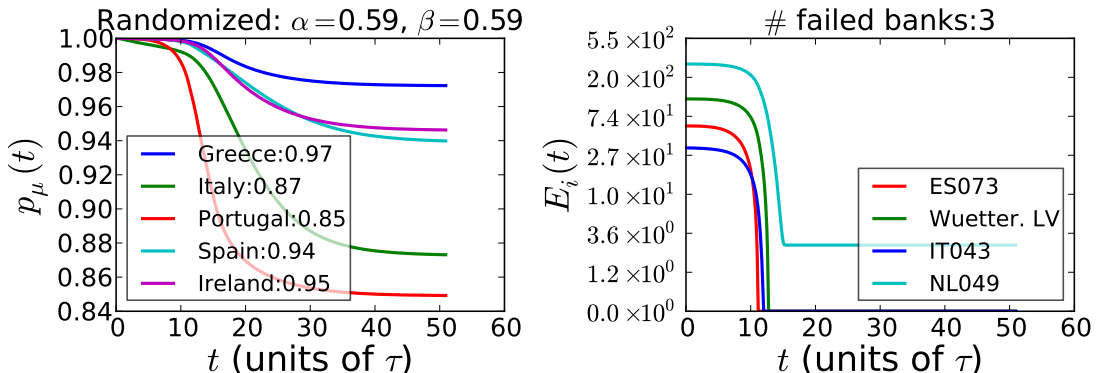 Randomized: α=0.59, β=0.59
1.00
0.98
0.96
0.94
0.92
0.90
0.88
0.86
0.84
p_μ(t)
Greece:0.97
Italy:0.87
Portugal:0.85
Spain:0.94
Ireland:0.95
0 10 20 30 40 50 60
t (units of τ)
# failed banks:3
5.5 ×10²
2.0 ×10²
7.4 ×10¹
2.7 ×10¹
1.0 ×10¹
3.6 ×10⁰
1.2 ×10⁰
0.0 ×10⁰
E_i(t)
ES073
Wuetter. LV
IT043
NL049
0 10 20 30 40 50 60
t (units of τ)